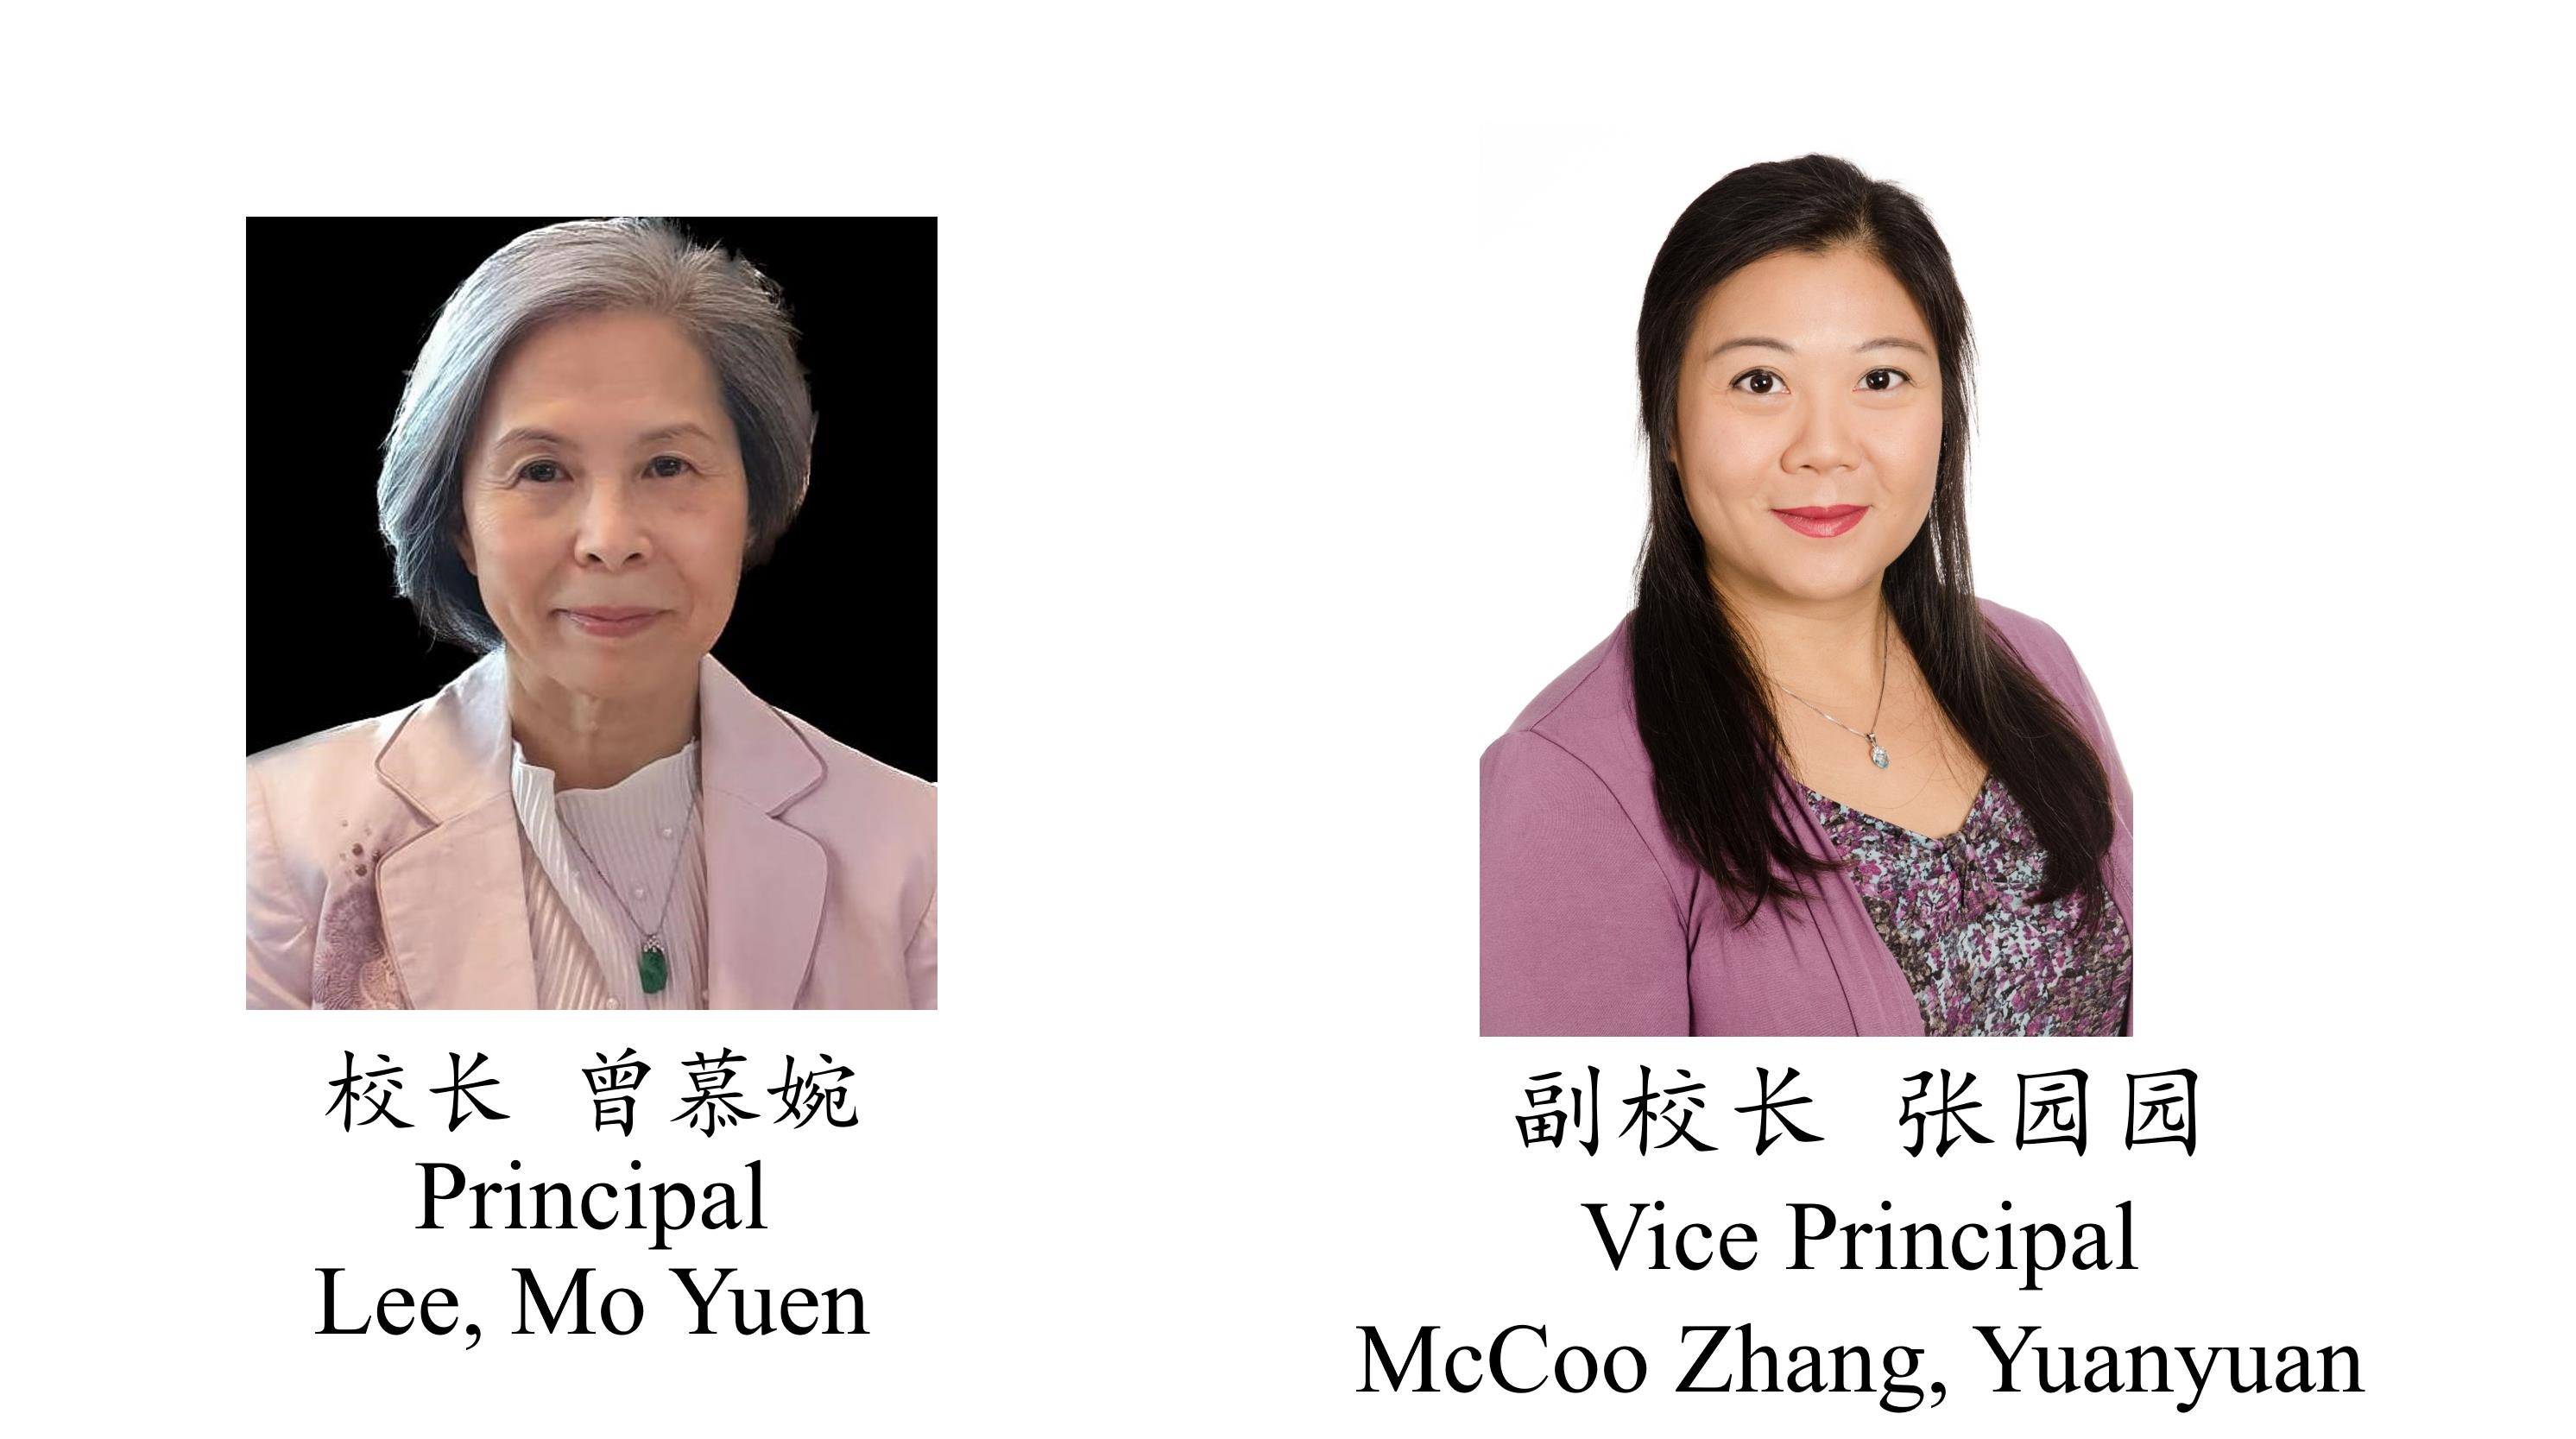 校长 曾慕婉
Principal
Lee, Mo Yuen
副校长 张园园
Vice Principal
McCoo Zhang, Yuanyuan